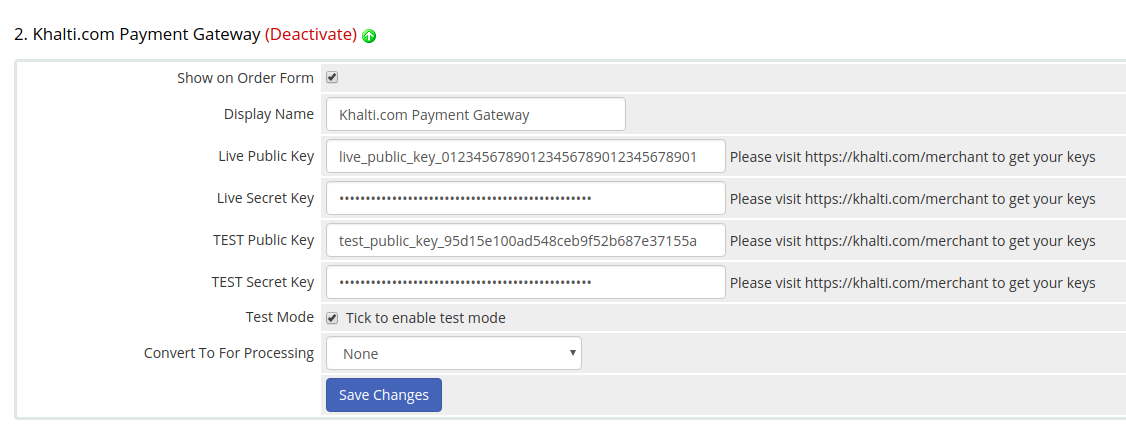 2. Khalti.com Payment Gateway (Deactivate)
Show on Order Form
Display Name Khalti.com Payment Gateway
Live Public Key live_public_key_01234567890123456789012345678901 Please visit https://khalti.com/merchant to get your keys
Live Secret Key •••••••••••••••••••••••••••••••••••••••••••••••• Please visit https://khalti.com/merchant to get your keys
TEST Public Key test_public_key_95d15e100ad548ceb9f52b687e37155a Please visit https://khalti.com/merchant to get your keys
TEST Secret Key •••••••••••••••••••••••••••••••••••••••••••••••• Please visit https://khalti.com/merchant to get your keys
Test Mode Tick to enable test mode
Convert To For Processing None
Save Changes